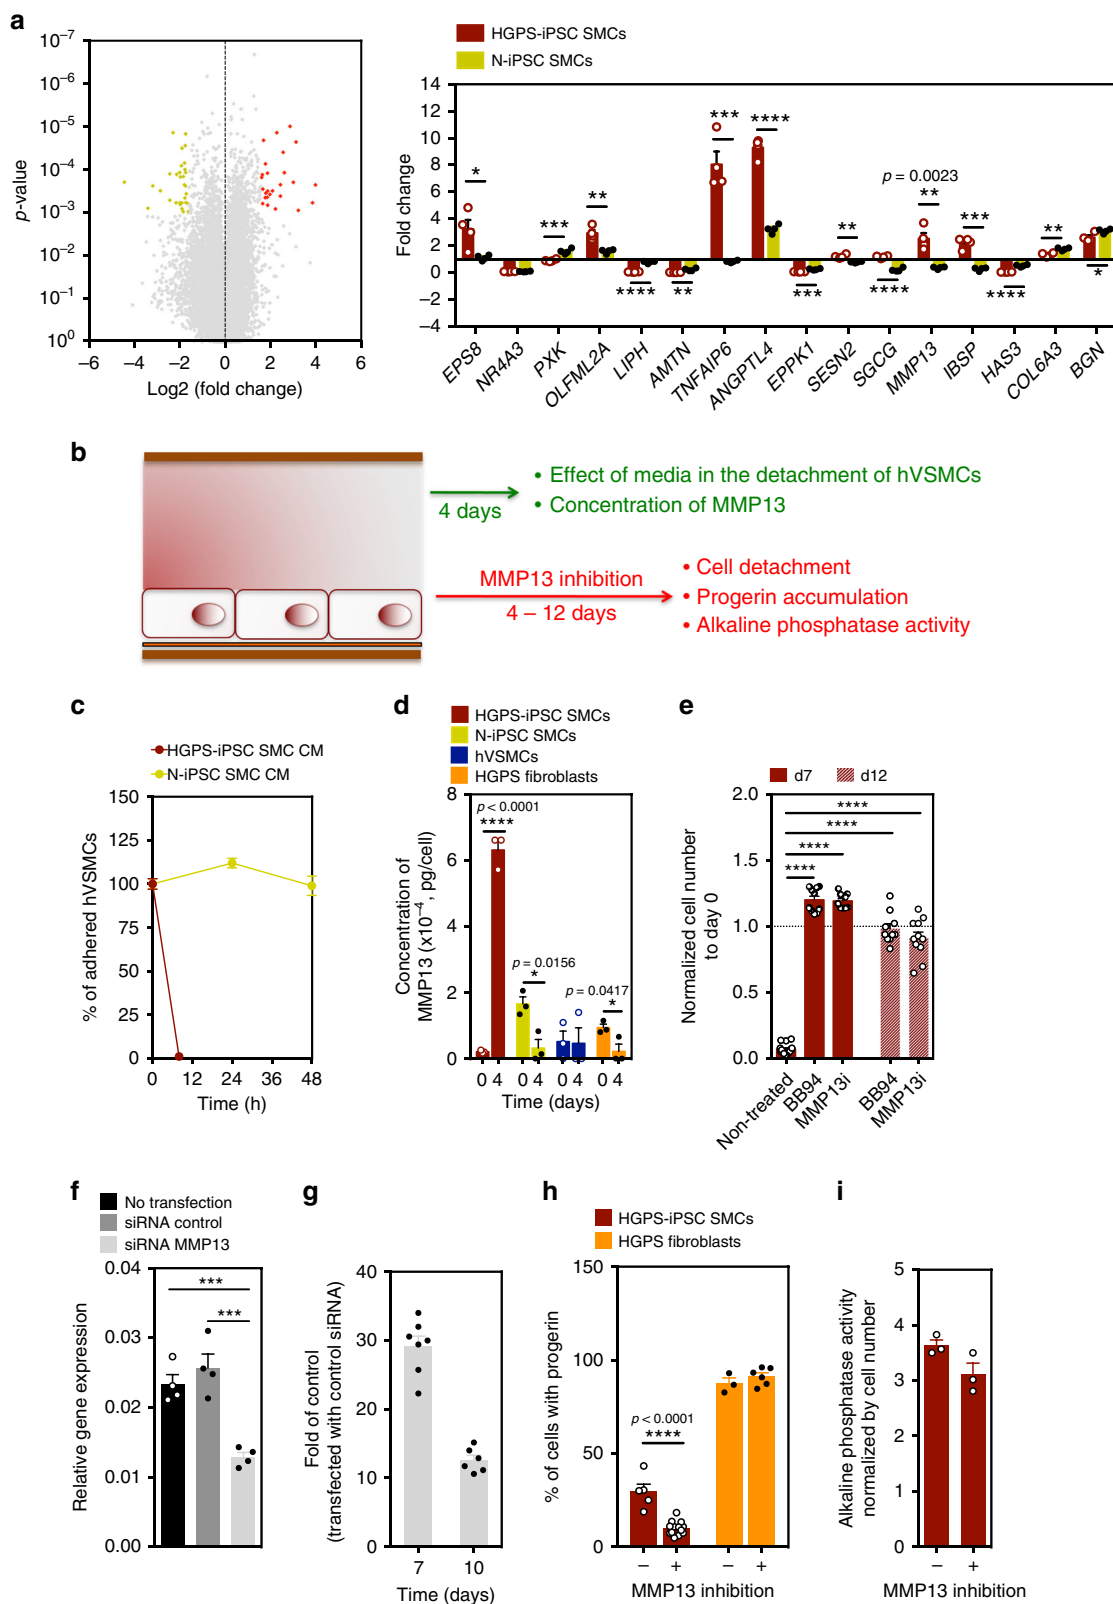 a
10⁻⁷
10⁻⁶
10⁻⁵
10⁻⁴
10⁻³
10⁻²
10⁻¹
10⁰
p-value
−6 −4 −2 0 2 4 6
Log2 (fold change)
HGPS-iPSC SMCs
N-iPSC SMCs
14
12
10
8
6
4
2
0
−2
−4
Fold change
*
***
**
****
**
***
****
***
**
****
p = 0.0023
**
***
****
**
*
EPS8 NR4A3 PXK OLFML2A LIPH AMTN TNFAIP6 ANGPTL4 EPPK1 SESN2 SGCG MMP13 IBSP HAS3 COL6A3 BGN
b
4 days
• Effect of media in the detachment of hVSMCs
• Concentration of MMP13
MMP13 inhibition
4 – 12 days
• Cell detachment
• Progerin accumulation
• Alkaline phosphatase activity
c
HGPS-iPSC SMC CM
N-iPSC SMC CM
150
125
100
75
50
25
0
% of adhered hVSMCs
0 12 24 36 48
Time (h)
d
HGPS-iPSC SMCs
N-iPSC SMCs
hVSMCs
HGPS fibroblasts
8
6
4
2
0
Concentration of
MMP13 (x10⁻⁴, pg/cell)
p < 0.0001
****
p = 0.0156
*
p = 0.0417
*
0 4 0 4 0 4 0 4
Time (days)
e
d7
d12
2.0
1.5
1.0
0.5
0.0
Normalized cell number
to day 0
****
****
****
****
Non-treated BB94 MMP13i BB94 MMP13i
f
No transfection
siRNA control
siRNA MMP13
0.04
0.03
0.02
0.01
0.00
Relative gene expression
***
***
g
40
30
20
10
0
Fold of control
(transfected with control siRNA)
7 10
Time (days)
h
HGPS-iPSC SMCs
HGPS fibroblasts
150
100
50
0
% of cells with progerin
p < 0.0001
****
− + − +
MMP13 inhibition
i
5
4
3
2
1
0
Alkaline phosphatase activity
normalized by cell number
− +
MMP13 inhibition